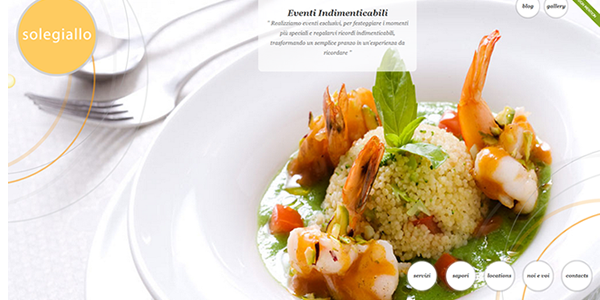 solegiallo
Eventi Indimenticabili
" Realizziamo eventi esclusivi, per festeggiare i momenti
più speciali e regalarvi ricordi indimenticabili,
trasformando un semplice pranzo in un'esperienza da
ricordare "
blog
gallery
servizi
sapori
locations
noi e voi
contacts